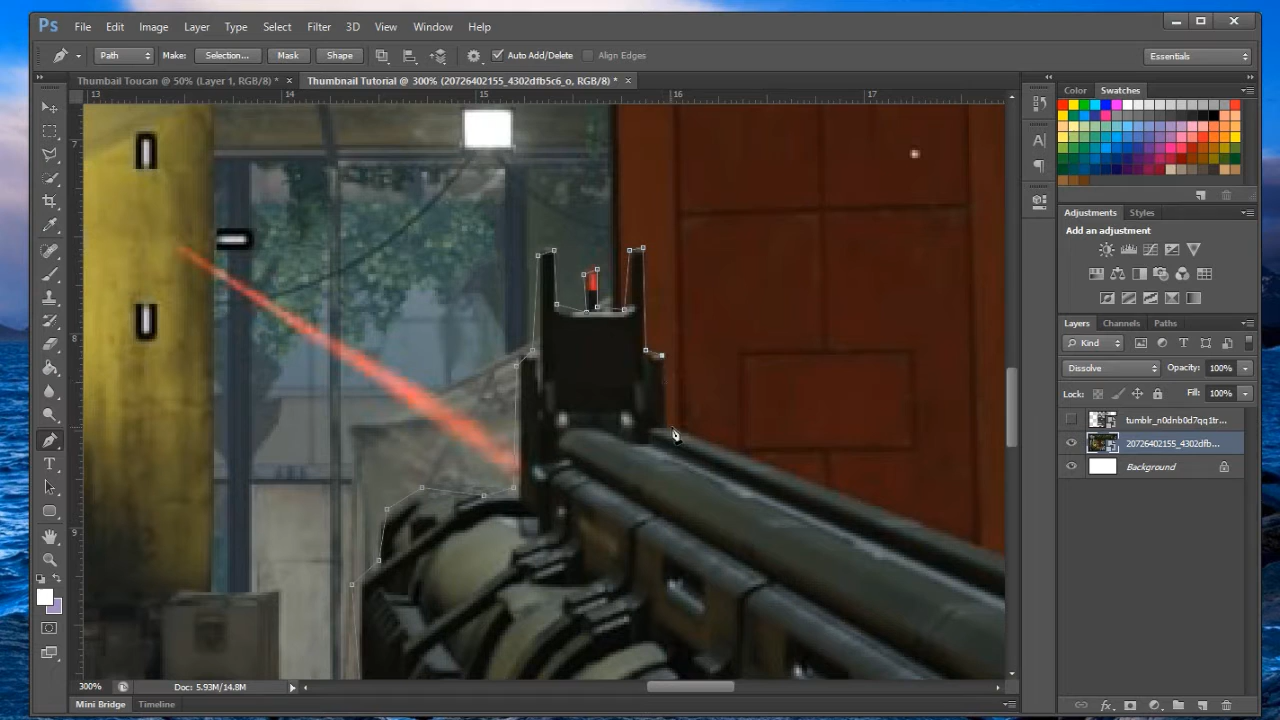 Ps File Edit Image Layer Type Select Filter 3D View Window Help
Path Make: Selection... Mask Shape Auto Add/Delete Align Edges Essentials
Thumbail Toucan @ 50% (Layer 1, RGB/8) * × Thumbnail Tutorial @ 300% (20726402155_4302dfb5c6_o, RGB/8) * ×
13 14 15 16 17
7
8
9
Color Swatches
Adjustments Styles
Add an adjustment
Layers Channels Paths
Kind
Dissolve Opacity: 100%
Lock: Fill: 100%
tumblr_n0dnb0d7qq1tr...
20726402155_4302dfb...
Background
300% Doc: 5.93M/14.8M
Mini Bridge Timeline